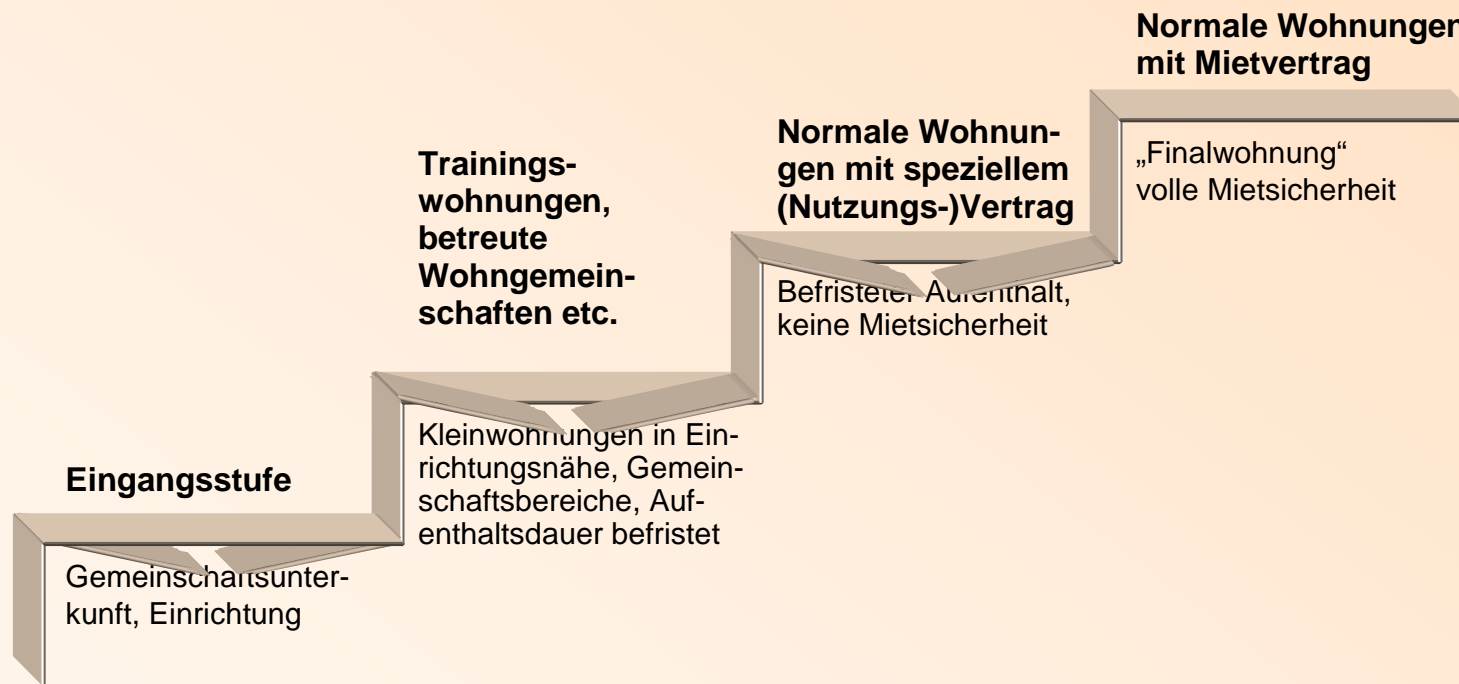 Normale Wohnungen
mit Mietvertrag
„Finalwohnung“
volle Mietsicherheit
Normale Wohnun-
gen mit speziellem
(Nutzungs-)Vertrag
Befristeter Aufenthalt,
keine Mietsicherheit
Trainings-
wohnungen,
betreute
Wohngemein-
schaften etc.
Kleinwohnungen in Ein-
richtungsnähe, Gemein-
schaftsbereiche, Auf-
enthaltsdauer befristet
Eingangsstufe
Gemeinschaftsunter-
kunft, Einrichtung